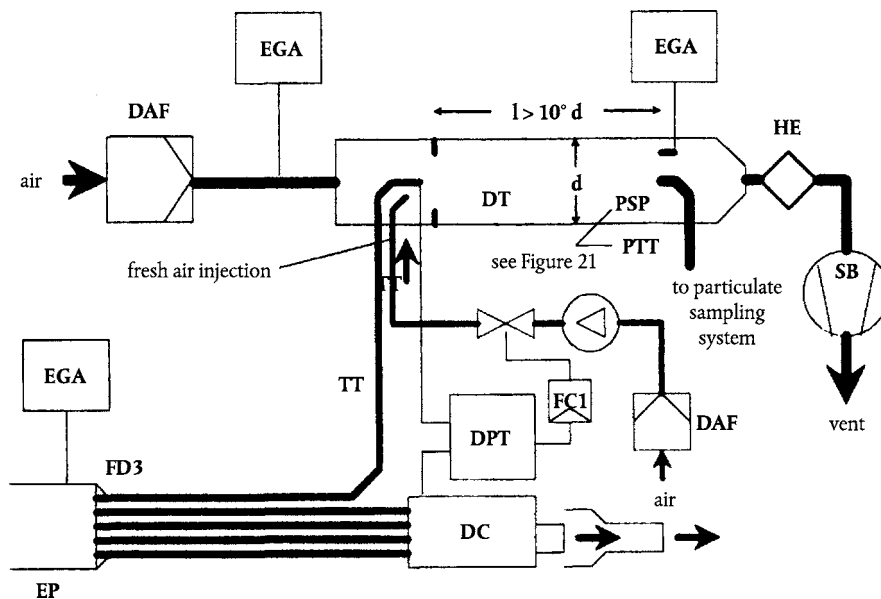 EGA
EGA
DAF
l > 10° d
HE
air
d
DT
PSP
PTT
see Figure 21
fresh air injection
TT
SB
to particulate
sampling
system
EGA
TT
FC1
DAF
vent
DPT
FD3
air
DC
EP